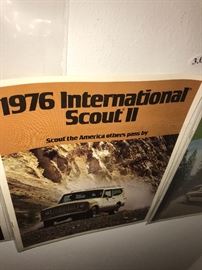 1976 International
Scout II
Scout the America others pass by